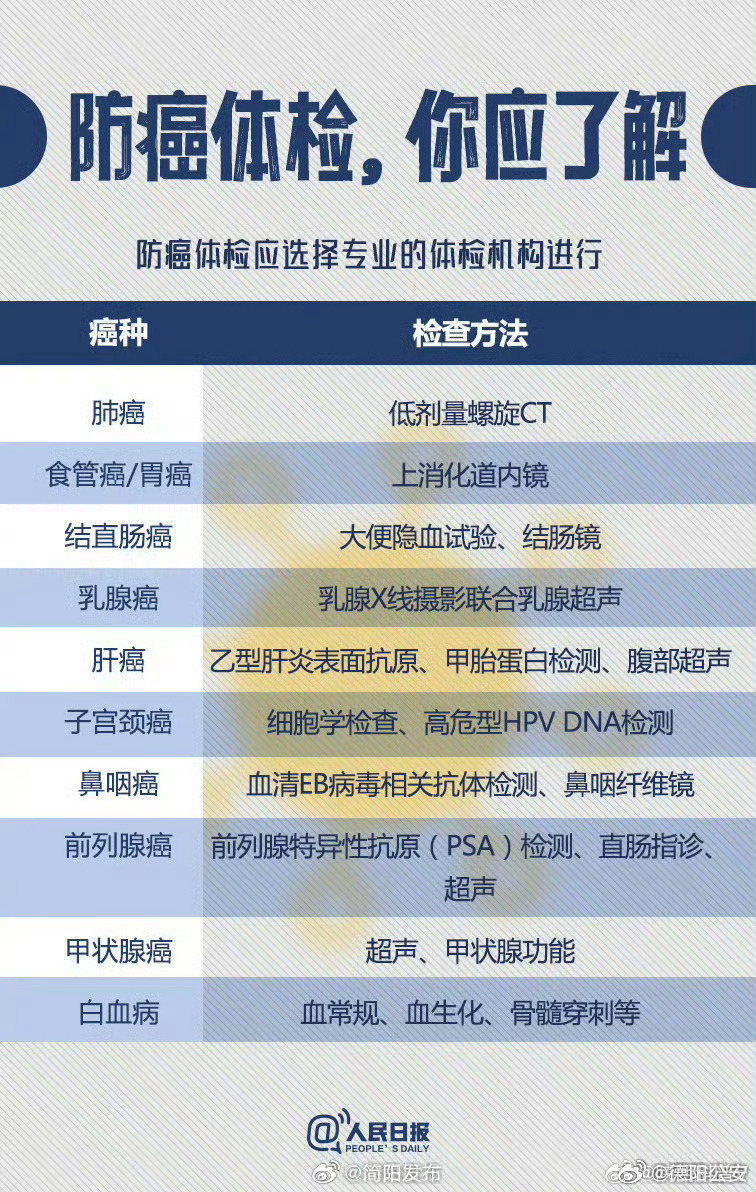 防癌体检，你应了解
防癌体检应选择专业的体检机构进行
癌种 检查方法
肺癌 低剂量螺旋CT
食管癌/胃癌 上消化道内镜
结直肠癌 大便隐血试验、结肠镜
乳腺癌 乳腺X线摄影联合乳腺超声
肝癌 乙型肝炎表面抗原、甲胎蛋白检测、腹部超声
子宫颈癌 细胞学检查、高危型HPV DNA检测
鼻咽癌 血清EB病毒相关抗体检测、鼻咽纤维镜
前列腺癌 前列腺特异性抗原（PSA）检测、直肠指诊、
超声
甲状腺癌 超声、甲状腺功能
白血病 血常规、血生化、骨髓穿刺等
@人民日报
PEOPLE'S DAILY
@简阳发布 @德阳公安